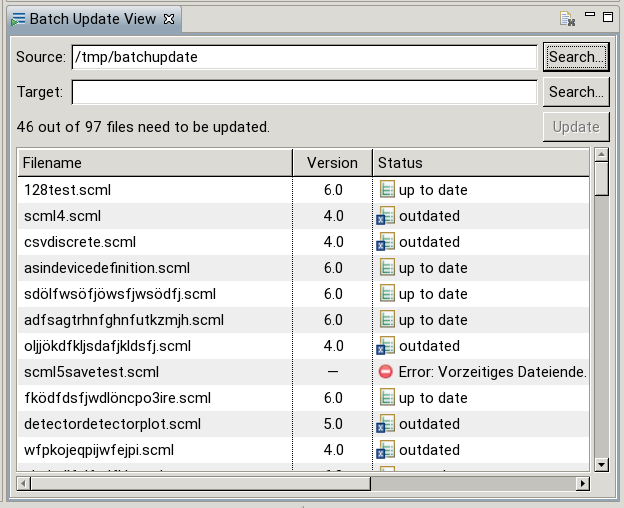 Batch Update View
Source: /tmp/batchupdate Search...
Target: Search...
46 out of 97 files need to be updated. Update
Filename Version Status
128test.scml 6.0 up to date
scml4.scml 4.0 outdated
csvdiscrete.scml 4.0 outdated
asindevicedefinition.scml 6.0 up to date
sdölfwsöfjöwsfjwsödfj.scml 6.0 up to date
adfsagtrhnfghnfutkzmjh.scml 6.0 up to date
oljjökdfkljsdafjkldsfj.scml 4.0 outdated
scml5savetest.scml — Error: Vorzeitiges Dateiende.
fködfdsfjwdlöncpo3ire.scml 6.0 up to date
detectordetectorplot.scml 5.0 outdated
wfpkojeqpijwfejpi.scml 4.0 outdated